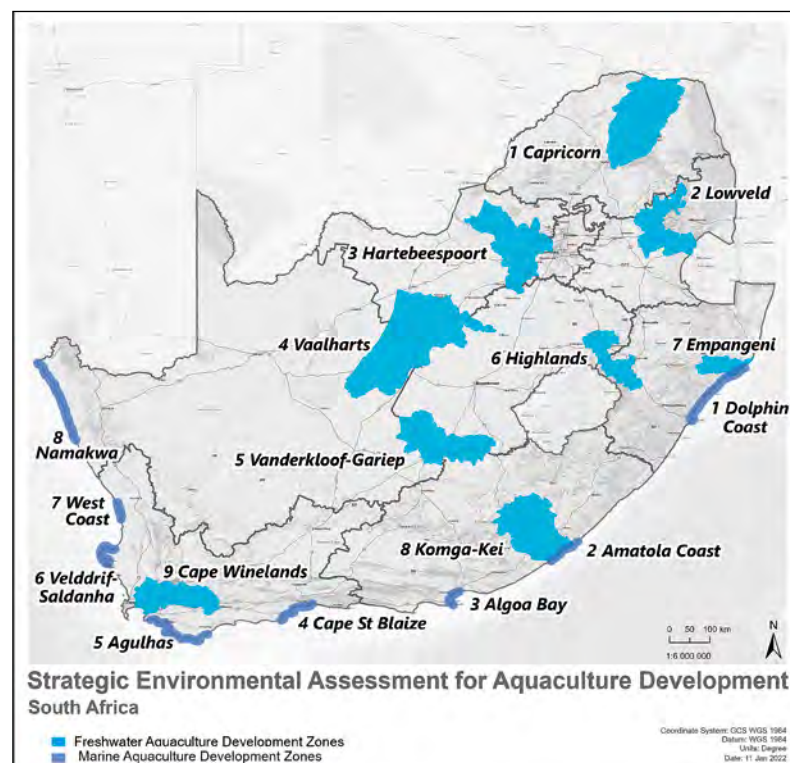 1 Capricorn
2 Lowveld
3 Hartebeespoort
4 Vaalharts
7 Empangeni
6 Highlands
1 Dolphin
Coast
8
Namakwa
5 Vanderkloof-Gariep
7 West
Coast
8 Komga-Kei
2 Amatola Coast
6 Velddrif-
Saldanha
9 Cape Winelands
3 Algoa Bay
4 Cape St Blaize
5 Agulhas
N
0 50 100 km
1:6 000 000
Strategic Environmental Assessment for Aquaculture Development
South Africa
Freshwater Aquaculture Development Zones
Marine Aquaculture Development Zones
Coordinate System: GCS WGS 1984
Datum: WGS 1984
Units: Degree
Date: 11 Jan 2022